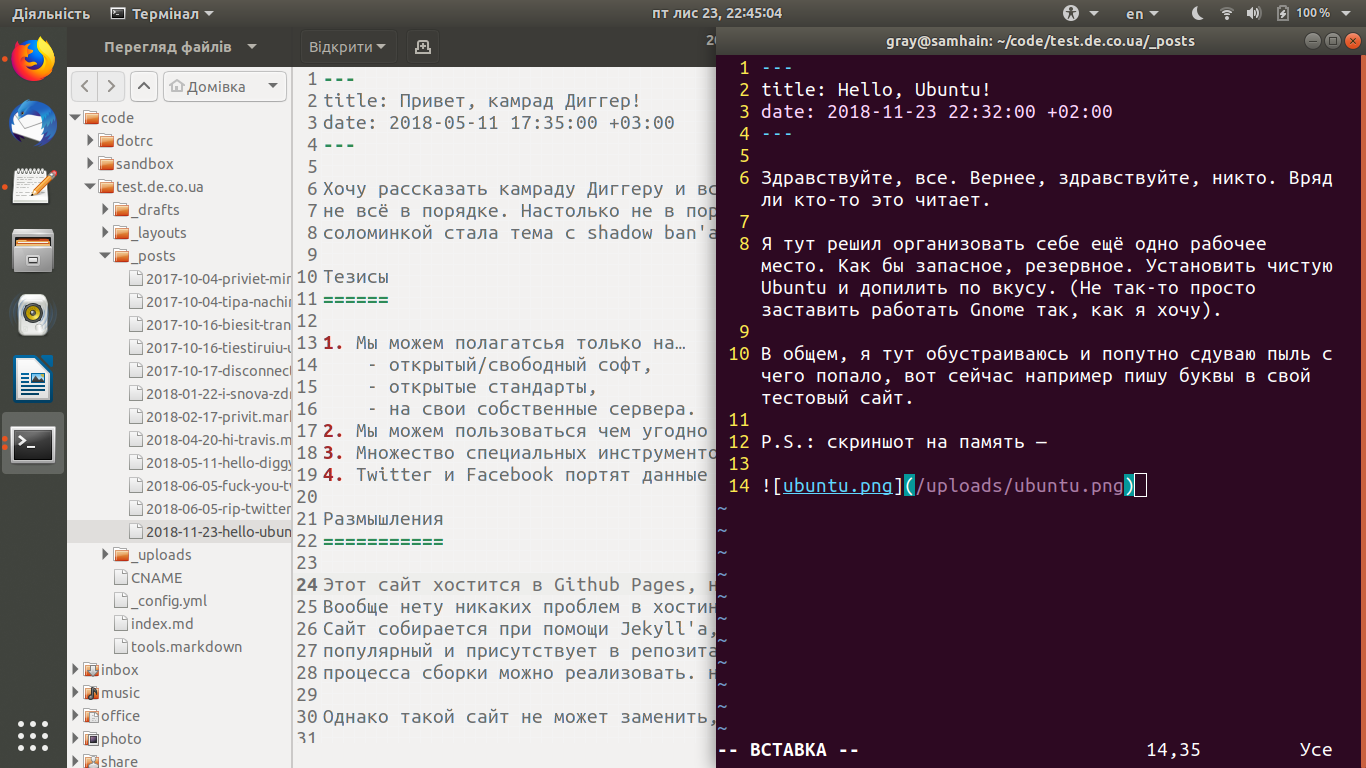 Діяльність Термінал пт лис 23, 22:45:04 en 100 %
Перегляд файлів
Відкрити
gray@samhain: ~/code/test.de.co.ua/_posts
Домівка
code
dotrc
sandbox
test.de.co.ua
_drafts
_layouts
_posts
2017-10-04-priviet-mir
2017-10-04-tipa-nachir
2017-10-16-biesit-tran
2017-10-16-tiestiruiu-u
2017-10-17-disconnect
2018-01-22-i-snova-zdr
2018-02-17-privit.mark
2018-04-20-hi-travis.m
2018-05-11-hello-diggy
2018-06-05-fuck-you-tv
2018-06-05-rip-twitter
2018-11-23-hello-ubun
_uploads
CNAME
_config.yml
index.md
tools.markdown
inbox
music
office
photo
share
1 ---
2 title: Привет, камрад Диггер!
3 date: 2018-05-11 17:35:00 +03:00
4 ---
5
6 Хочу рассказать камраду Диггеру и вс
7 не всё в порядке. Настолько не в пор
8 соломинкой стала тема с shadow ban'а
9
10 Тезисы
11 ======
12
13 1. Мы можем полагаться только на…
14 - открытый/свободный софт,
15 - открытые стандарты,
16 - на свои собственные сервера.
17 2. Мы можем пользоваться чем угодно
18 3. Множество специальных инструменто
19 4. Twitter и Facebook портят данные
20
21 Размышления
22 ===========
23
24 Этот сайт хостится в Github Pages, н
25 Вообще нету никаких проблем в хостин
26 Сайт собирается при помощи Jekyll'а,
27 популярный и присутствует в репозита
28 процесса сборки можно реализовать. н
29
30 Однако такой сайт не может заменить,
31
1 ---
2 title: Hello, Ubuntu!
3 date: 2018-11-23 22:32:00 +02:00
4 ---
5
6 Здравствуйте, все. Вернее, здравствуйте, никто. Вряд
ли кто-то это читает.
7
8 Я тут решил организовать себе ещё одно рабочее
место. Как бы запасное, резервное. Установить чистую
Ubuntu и допилить по вкусу. (Не так-то просто
заставить работать Gnome так, как я хочу).
9
10 В общем, я тут обустраиваюсь и попутно сдуваю пыль с
чего попало, вот сейчас например пишу буквы в свой
тестовый сайт.
11
12 P.S.: скриншот на память —
13
14 ![ubuntu.png](/uploads/ubuntu.png)
~
~
~
~
~
~
~
~
~
~
~
-- ВСТАВКА -- 14,35 Усе